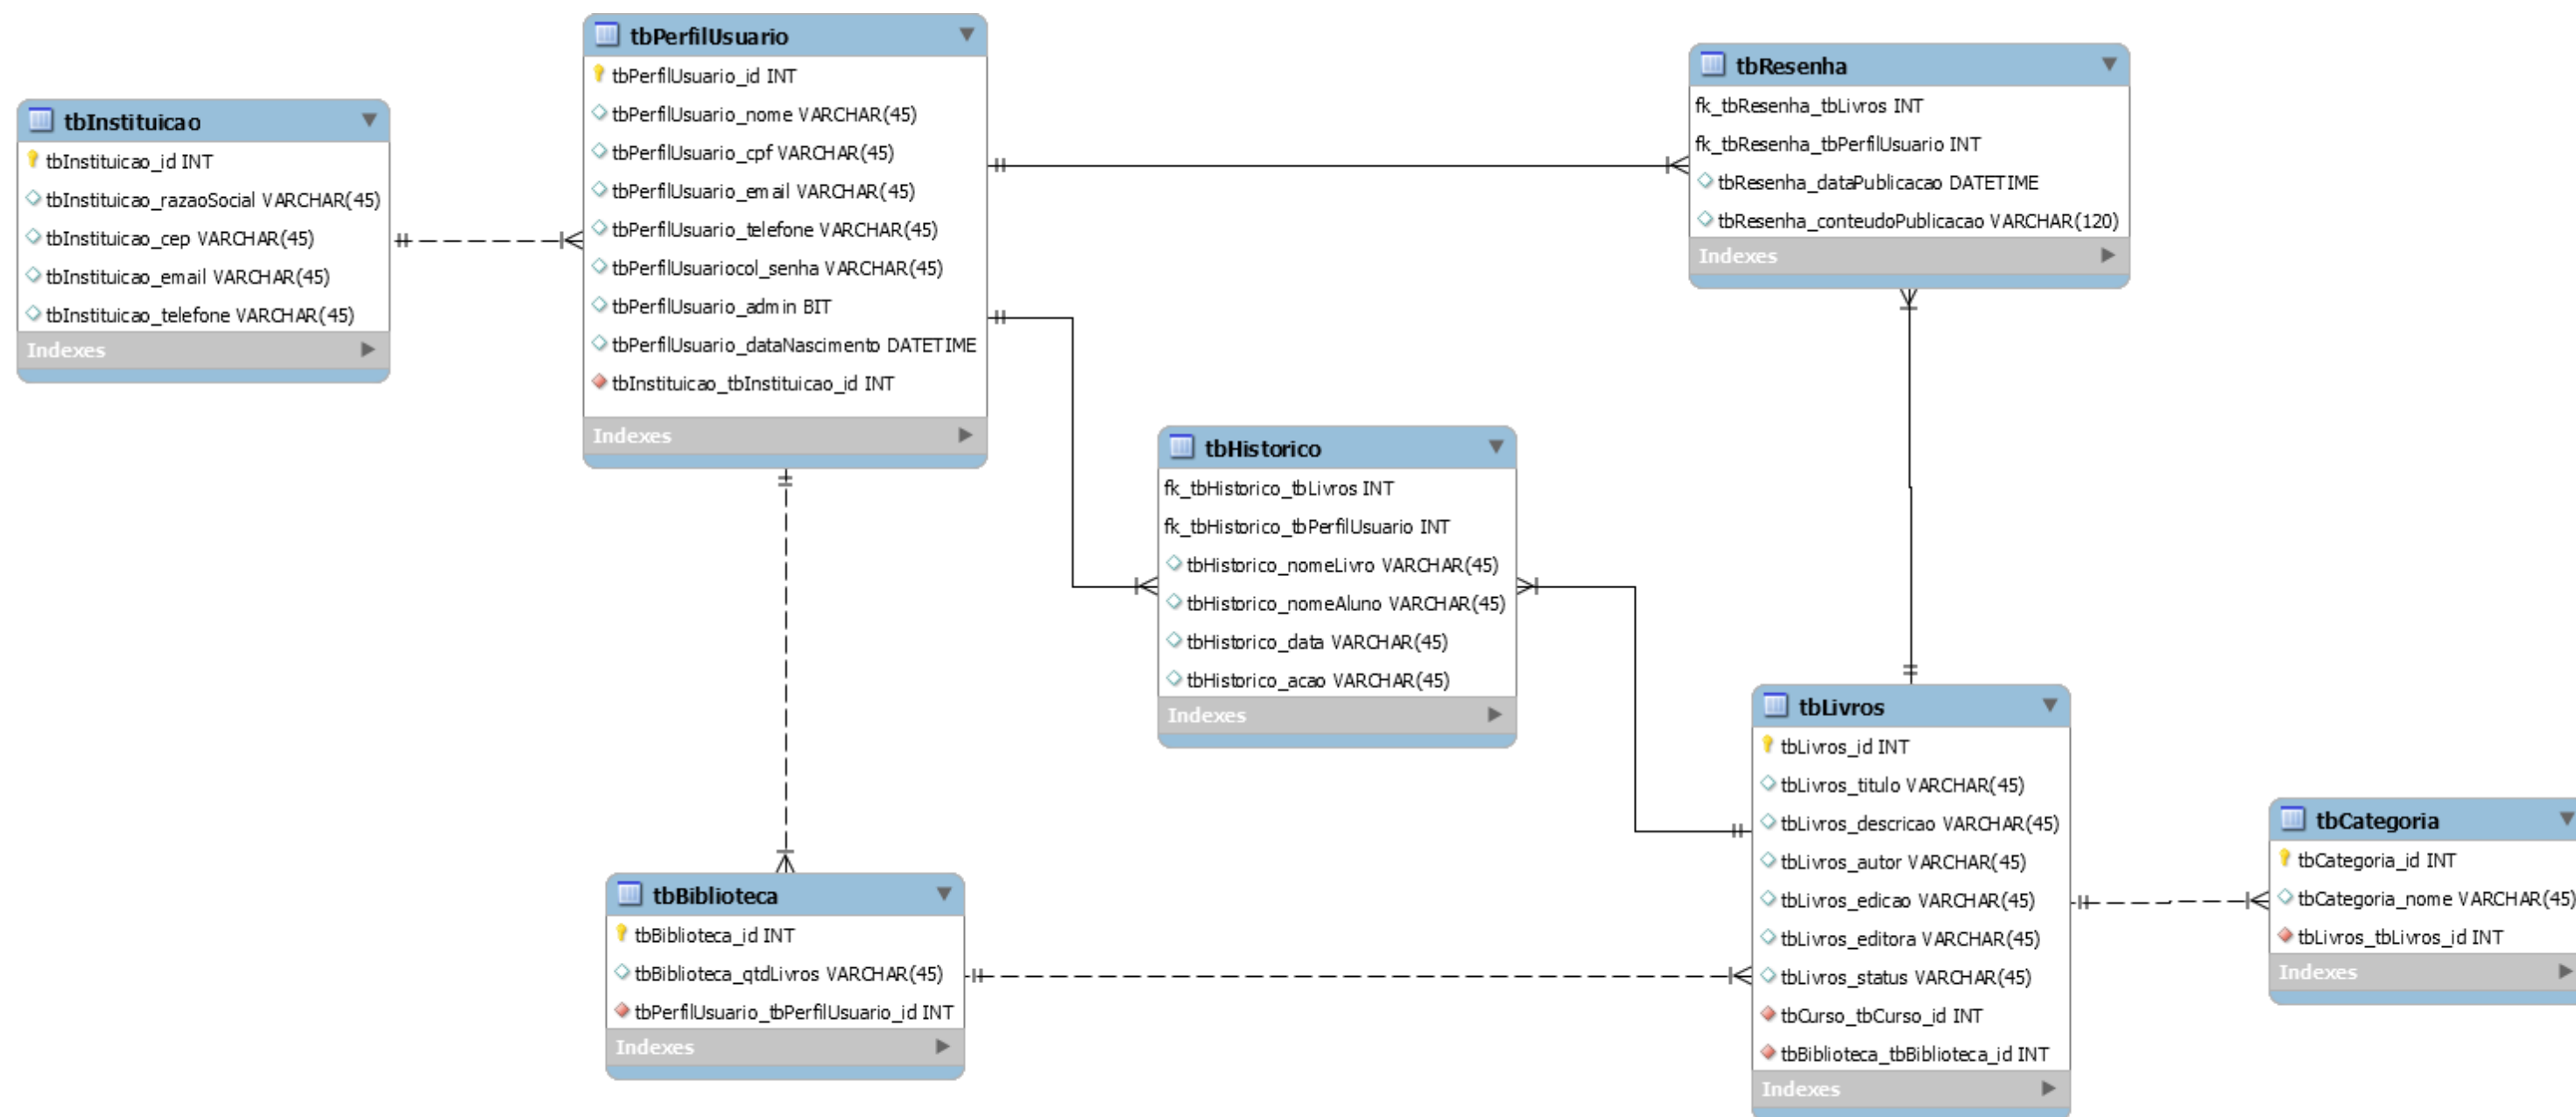 tbInstituicao
tbInstituicao_id INT
tbInstituicao_razaoSocial VARCHAR(45)
tbInstituicao_cep VARCHAR(45)
tbInstituicao_email VARCHAR(45)
tbInstituicao_telefone VARCHAR(45)
Indexes
tbPerfilUsuario
tbPerfilUsuario_id INT
tbPerfilUsuario_nome VARCHAR(45)
tbPerfilUsuario_cpf VARCHAR(45)
tbPerfilUsuario_email VARCHAR(45)
tbPerfilUsuario_telefone VARCHAR(45)
tbPerfilUsuariocol_senha VARCHAR(45)
tbPerfilUsuario_admin BIT
tbPerfilUsuario_dataNascimento DATETIME
tbInstituicao_tbInstituicao_id INT
Indexes
tbResenha
fk_tbResenha_tbLivros INT
fk_tbResenha_tbPerfilUsuario INT
tbResenha_dataPublicacao DATETIME
tbResenha_conteudoPublicacao VARCHAR(120)
Indexes
tbHistorico
fk_tbHistorico_tbLivros INT
fk_tbHistorico_tbPerfilUsuario INT
tbHistorico_nomeLivro VARCHAR(45)
tbHistorico_nomeAluno VARCHAR(45)
tbHistorico_data VARCHAR(45)
tbHistorico_acao VARCHAR(45)
Indexes
tbBiblioteca
tbBiblioteca_id INT
tbBiblioteca_qtdLivros VARCHAR(45)
tbPerfilUsuario_tbPerfilUsuario_id INT
Indexes
tbLivros
tbLivros_id INT
tbLivros_titulo VARCHAR(45)
tbLivros_descricao VARCHAR(45)
tbLivros_autor VARCHAR(45)
tbLivros_edicao VARCHAR(45)
tbLivros_editora VARCHAR(45)
tbLivros_status VARCHAR(45)
tbCurso_tbCurso_id INT
tbBiblioteca_tbBiblioteca_id INT
Indexes
tbCategoria
tbCategoria_id INT
tbCategoria_nome VARCHAR(45)
tbLivros_tbLivros_id INT
Indexes